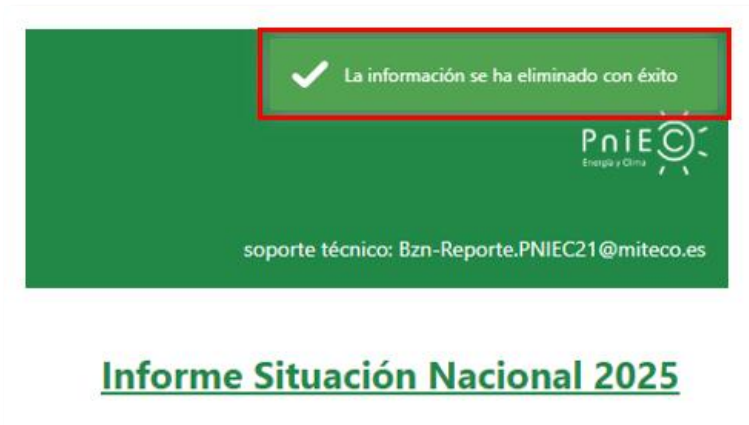 La información se ha eliminado con éxito
PniEC
Energía y Clima
soporte técnico: Bzn-Reporte.PNIEC21@miteco.es
Informe Situación Nacional 2025